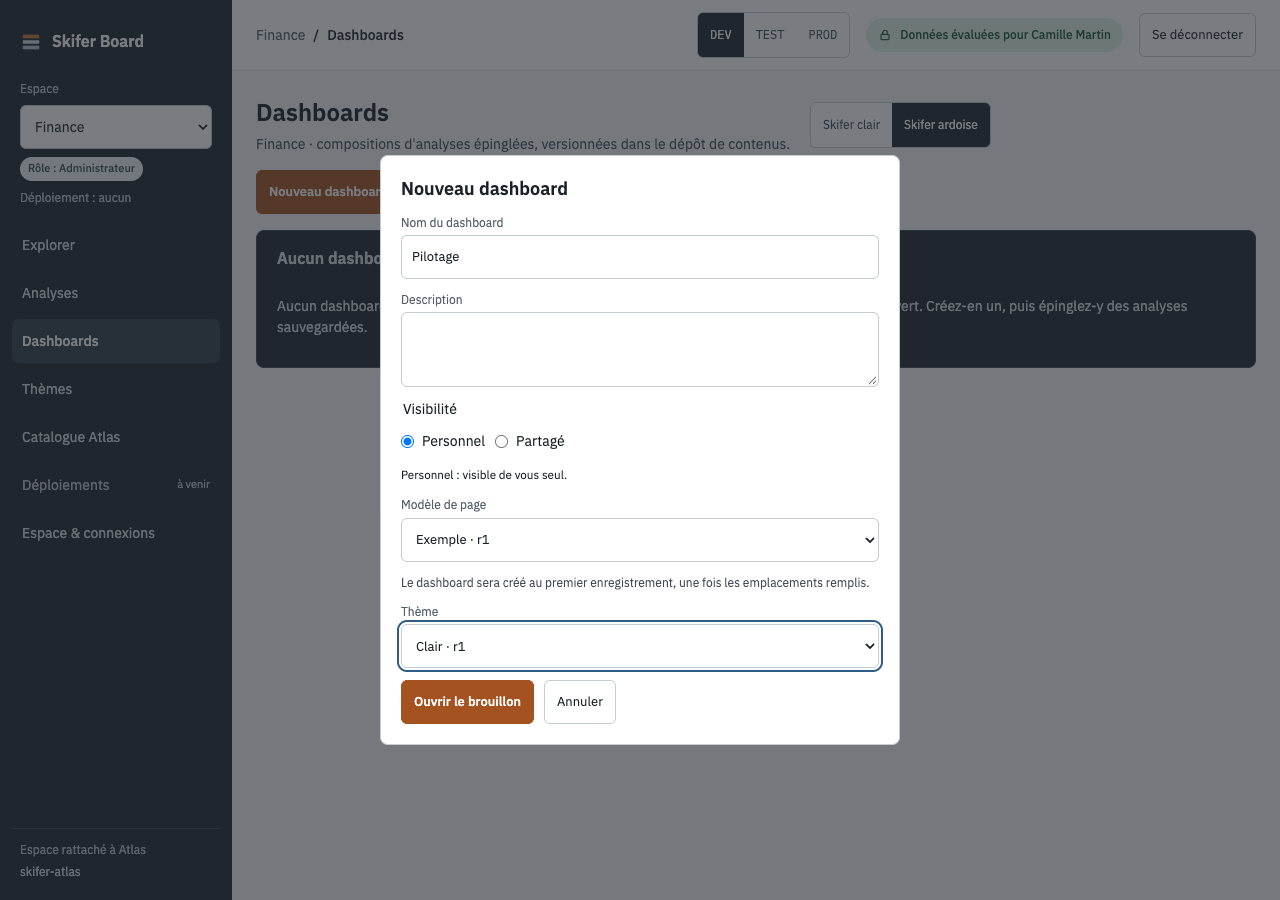 Skifer Board
Espace
Finance
Rôle : Administrateur
Déploiement : aucun
Explorer
Analyses
Dashboards
Thèmes
Catalogue Atlas
Déploiements à venir
Espace & connexions
Espace rattaché à Atlas
skifer-atlas
Finance / Dashboards
DEV TEST PROD
Données évaluées pour Camille Martin
Se déconnecter
Dashboards
Finance · compositions d'analyses épinglées, versionnées dans le dépôt de contenus.
Skifer clair Skifer ardoise
Nouveau
Aucun
Aucun
Créez-en un, puis épinglez-y des analyses
sauvegardées.
Nouveau dashboard
Nom du dashboard
Pilotage
Description
Visibilité
Personnel Partagé
Personnel : visible de vous seul.
Modèle de page
Exemple · r1
Le dashboard sera créé au premier enregistrement, une fois les emplacements remplis.
Thème
Clair · r1
Ouvrir le brouillon Annuler